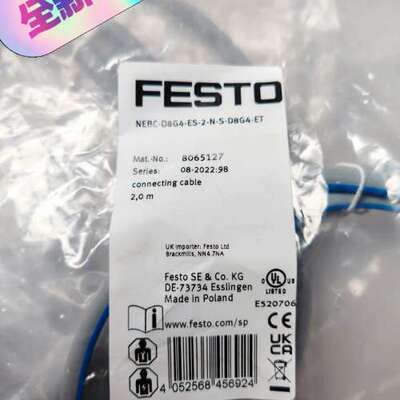 全新
FESTO
NEBC-D8G4-ES-2-N-S-D8G4-ET
Mat.-No.: 8065127
Series: 08-2022:98
connecting cable
2,0 m
UK Importer: Festo Ltd
Brackmills, NN4 7NA
Festo SE & Co. KG
DE-73734 Esslingen
Made in Poland
UL
LISTED
E520706
www.festo.com/sp
CE
UK
CA
4 052568 456924